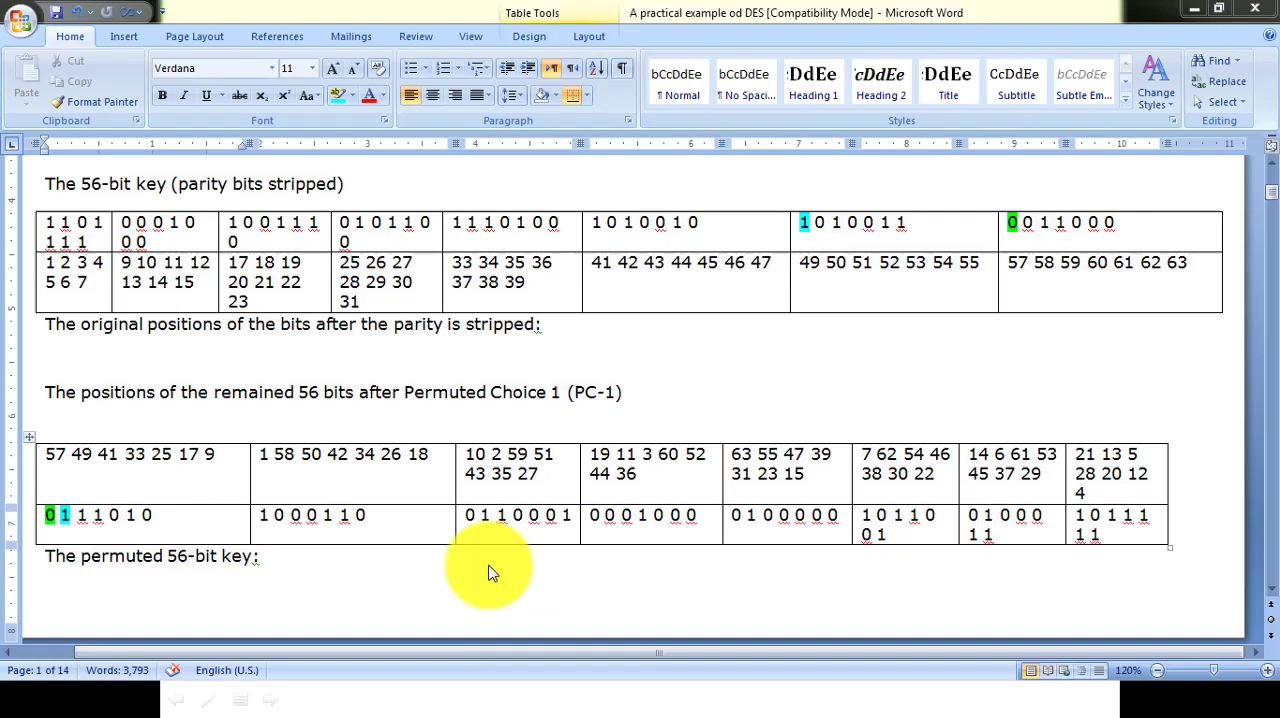 Table Tools
A practical example od DES [Compatibility Mode] - Microsoft Word
Home Insert Page Layout References Mailings Review View Design Layout
Paste
Cut
Copy
Format Painter
Clipboard
Verdana 11
B I U abc X₂ X² Aa
Font
Paragraph
bCcDdEe bCcDdEe DdEe cDdEe DdEe CcDdEe bCcDdEe
¶ Normal ¶ No Spaci... Heading 1 Heading 2 Title Subtitle Subtle Em...
Change Styles
Styles
Find
Replace
Select
Editing
1 2 3 4 6 7 8 9 10 11
The 56-bit key (parity bits stripped)
1 1 0 1 0 0 0 1 0 1 0 0 1 1 1 0 1 0 1 1 0 1 1 1 0 1 0 0 1 0 1 0 0 1 0 1 0 1 0 0 1 1 0 0 1 1 0 0 0
1 1 1 0 0 0 0
1 2 3 4 9 10 11 12 17 18 19 25 26 27 33 34 35 36 41 42 43 44 45 46 47 49 50 51 52 53 54 55 57 58 59 60 61 62 63
5 6 7 13 14 15 20 21 22 28 29 30 37 38 39
23 31
The original positions of the bits after the parity is stripped:
The positions of the remained 56 bits after Permuted Choice 1 (PC-1)
57 49 41 33 25 17 9 1 58 50 42 34 26 18 10 2 59 51 19 11 3 60 52 63 55 47 39 7 62 54 46 14 6 61 53 21 13 5
43 35 27 44 36 31 23 15 38 30 22 45 37 29 28 20 12
4
0 1 1 1 0 1 0 1 0 0 0 1 1 0 0 1 1 0 0 0 1 0 0 0 1 0 0 0 0 1 0 0 0 0 0 1 0 1 1 0 0 1 0 0 0 1 0 1 1 1
0 1 1 1 1 1
The permuted 56-bit key:
Page: 1 of 14 Words: 3,793 English (U.S.) 120%